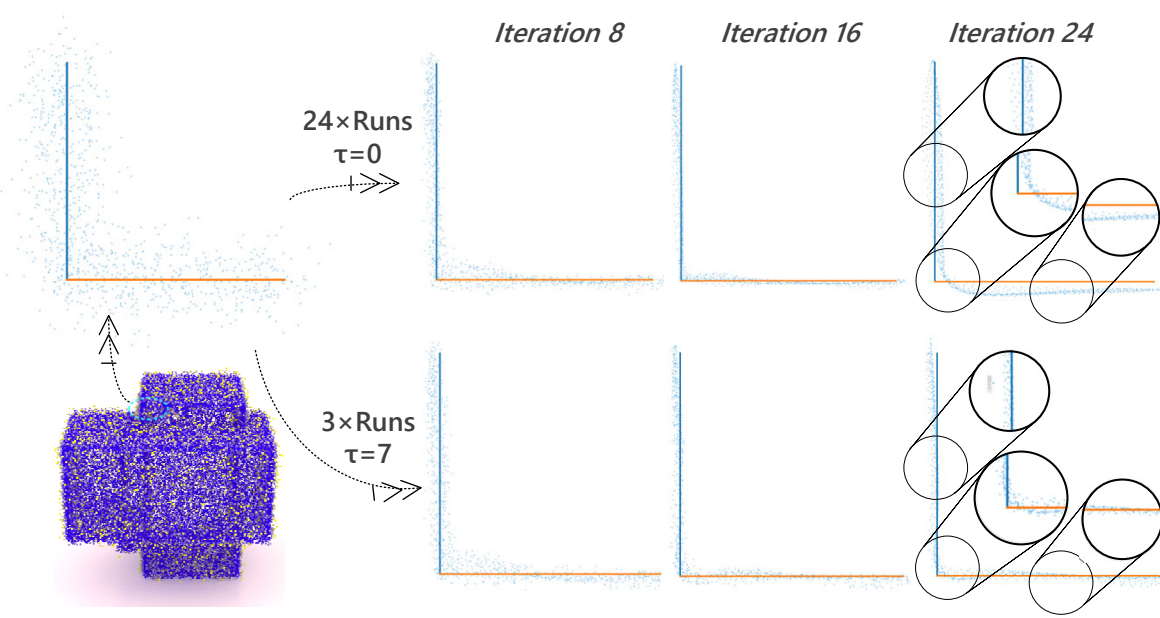 Iteration 8
Iteration 16
Iteration 24
24×Runs
τ=0
3×Runs
τ=7